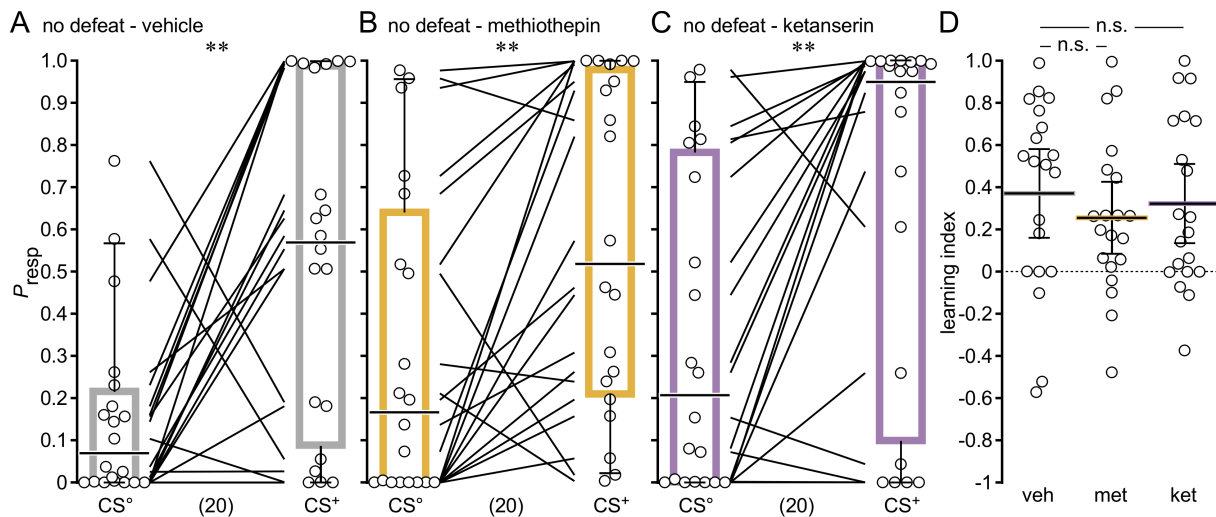 A no defeat - vehicle
B no defeat - methiothepin
C no defeat - ketanserin
D
** ** ** n.s.
n.s.
1.0
0.9
0.8
0.7
0.6
0.5
0.4
0.3
0.2
0.1
0
Presp
CS° (20) CS⁺
CS° (20) CS⁺
CS° (20) CS⁺
1.0
0.8
0.6
0.4
0.2
0
-0.2
-0.4
-0.6
-0.8
-1
learning index
veh met ket